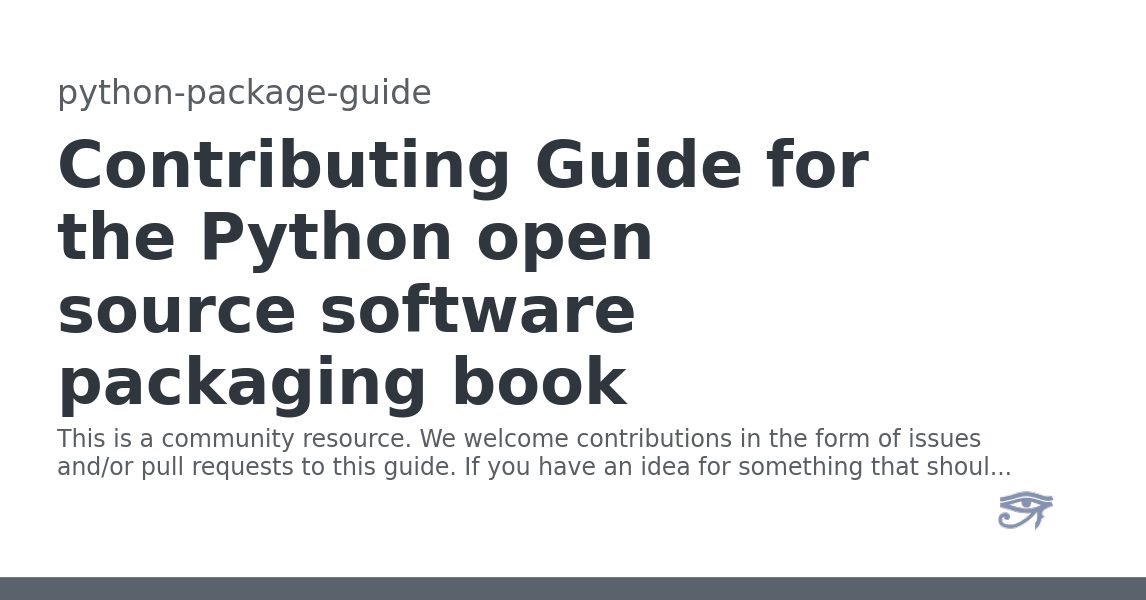 python-package-guide
Contributing Guide for
the Python open
source software
packaging book
This is a community resource. We welcome contributions in the form of issues
and/or pull requests to this guide. If you have an idea for something that shoul...